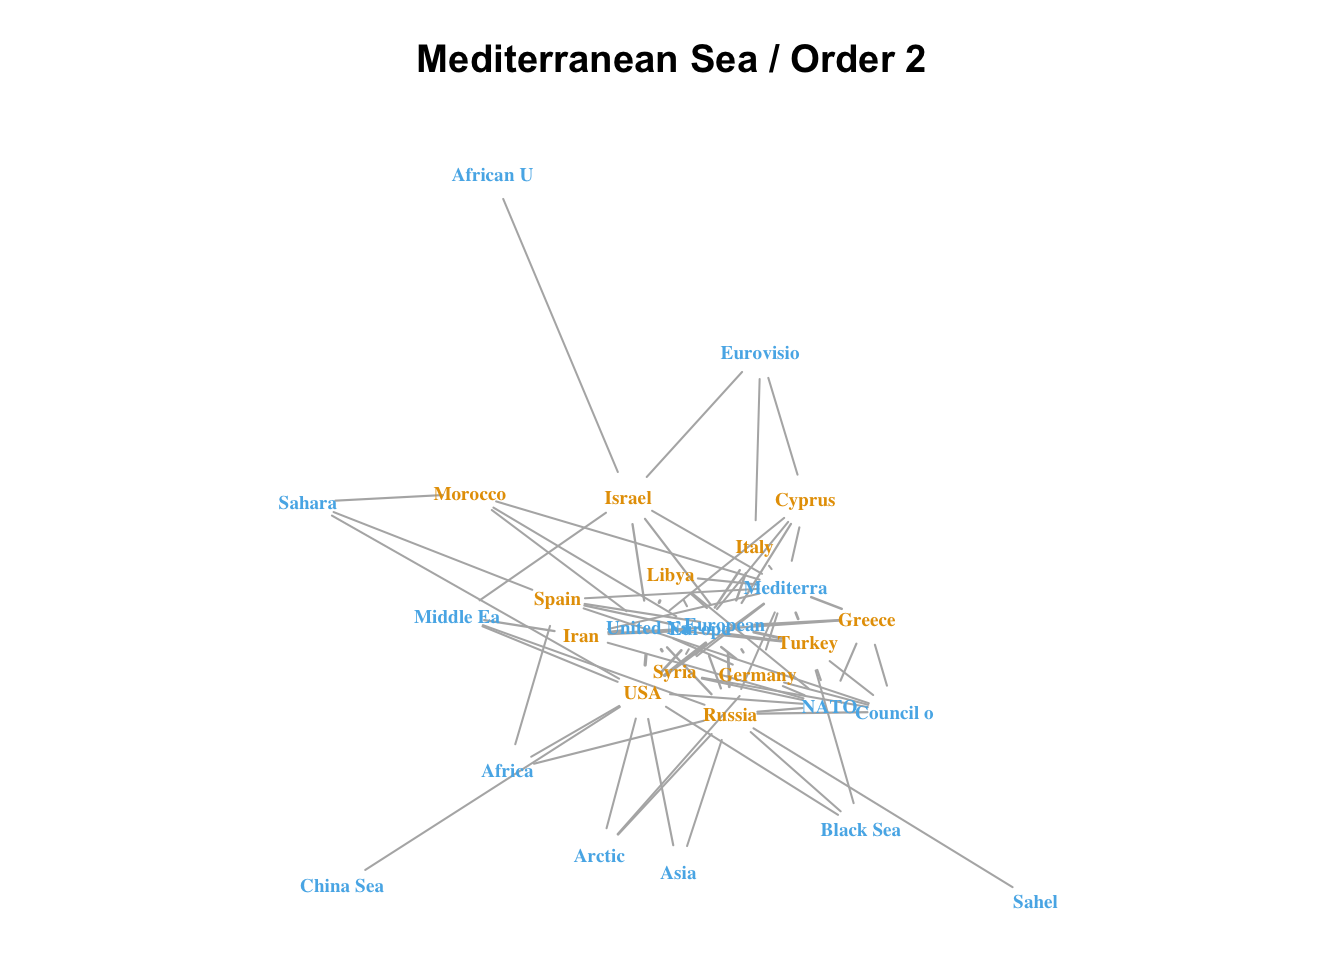 Mediterranean Sea / Order 2
African U
Eurovisio
Morocco
Israel
Cyprus
Sahara
Italy
Libya
Mediterra
Spain
Middle Ea
Greece
European
United Na
Europe
Iran
Turkey
Syria
Germany
USA
NATO
Council o
Russia
Africa
Black Sea
Arctic
Asia
China Sea
Sahel